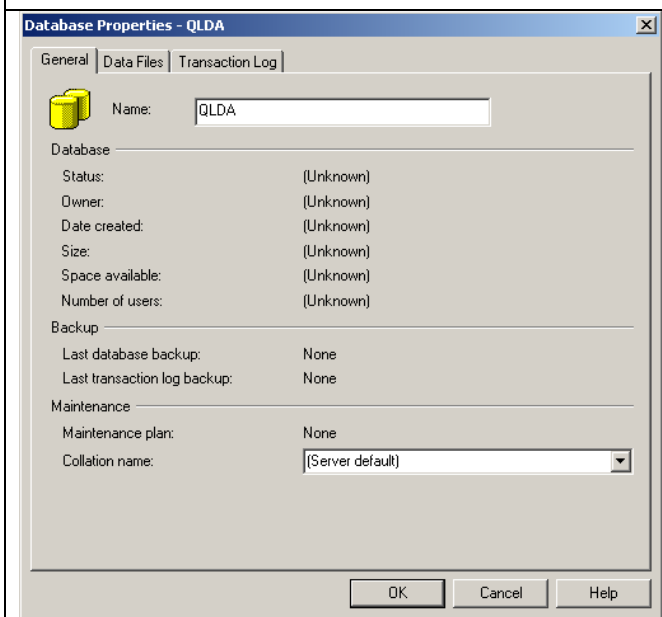 Database Properties - QLDA
General Data Files Transaction Log
Name: QLDA
Database
Status: (Unknown)
Owner: (Unknown)
Date created: (Unknown)
Size: (Unknown)
Space available: (Unknown)
Number of users: (Unknown)
Backup
Last database backup: None
Last transaction log backup: None
Maintenance
Maintenance plan: None
Collation name: (Server default)
OK Cancel Help